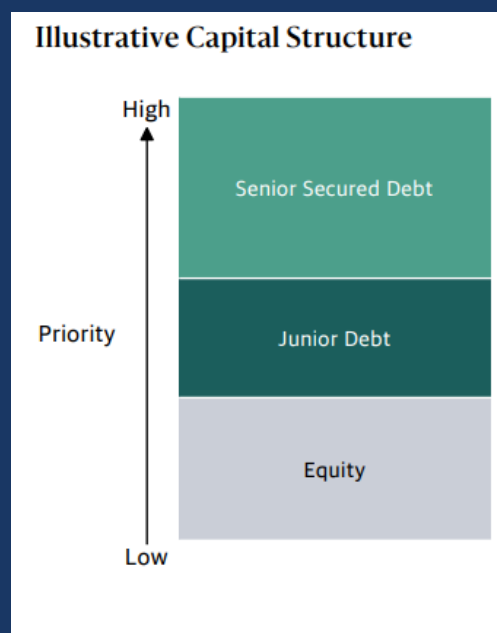 Illustrative Capital Structure
High
Senior Secured Debt
Priority
Junior Debt
Equity
Low